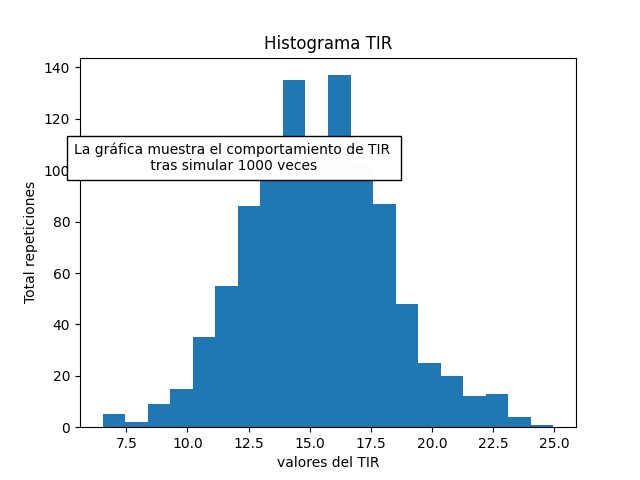 Histograma TIR
140
120
La gráfica muestra el comportamiento de TIR
tras simular 1000 veces
100
80
60
40
20
0
Total repeticiones
7.5 10.0 12.5 15.0 17.5 20.0 22.5 25.0
valores del TIR